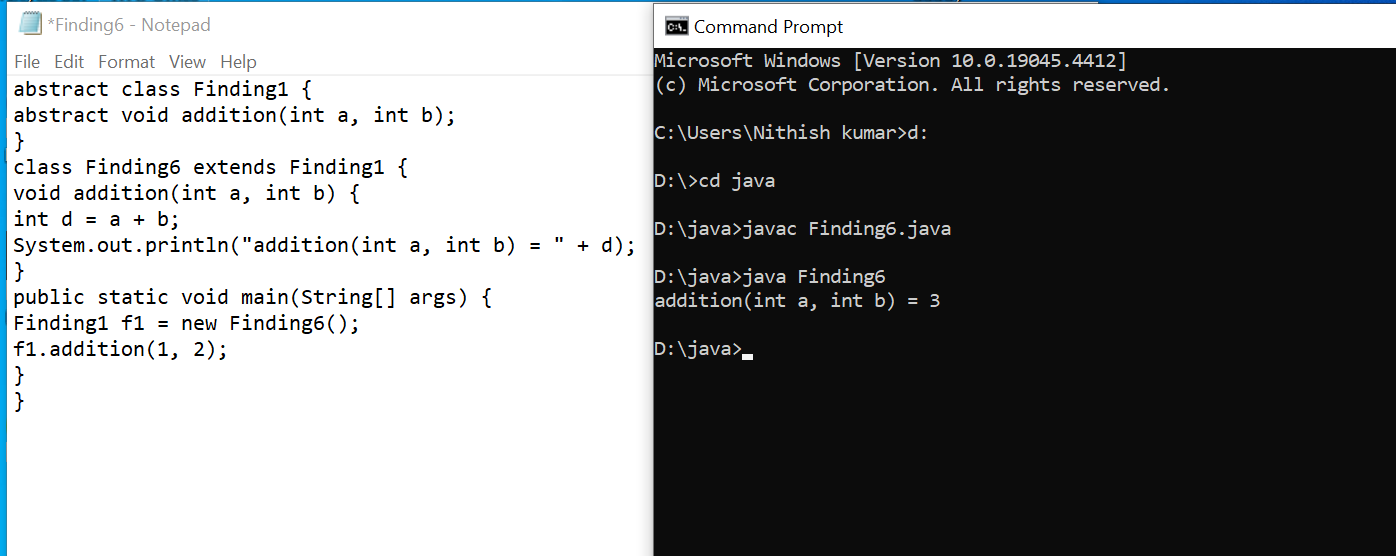 *Finding6 - Notepad
File Edit Format View Help
abstract class Finding1 {
abstract void addition(int a, int b);
}
class Finding6 extends Finding1 {
void addition(int a, int b) {
int d = a + b;
System.out.println("addition(int a, int b) = " + d);
}
public static void main(String[] args) {
Finding1 f1 = new Finding6();
f1.addition(1, 2);
}
}
Command Prompt
Microsoft Windows [Version 10.0.19045.4412]
(c) Microsoft Corporation. All rights reserved.
C:\Users\Nithish kumar>d:
D:\>cd java
D:\java>javac Finding6.java
D:\java>java Finding6
addition(int a, int b) = 3
D:\java>